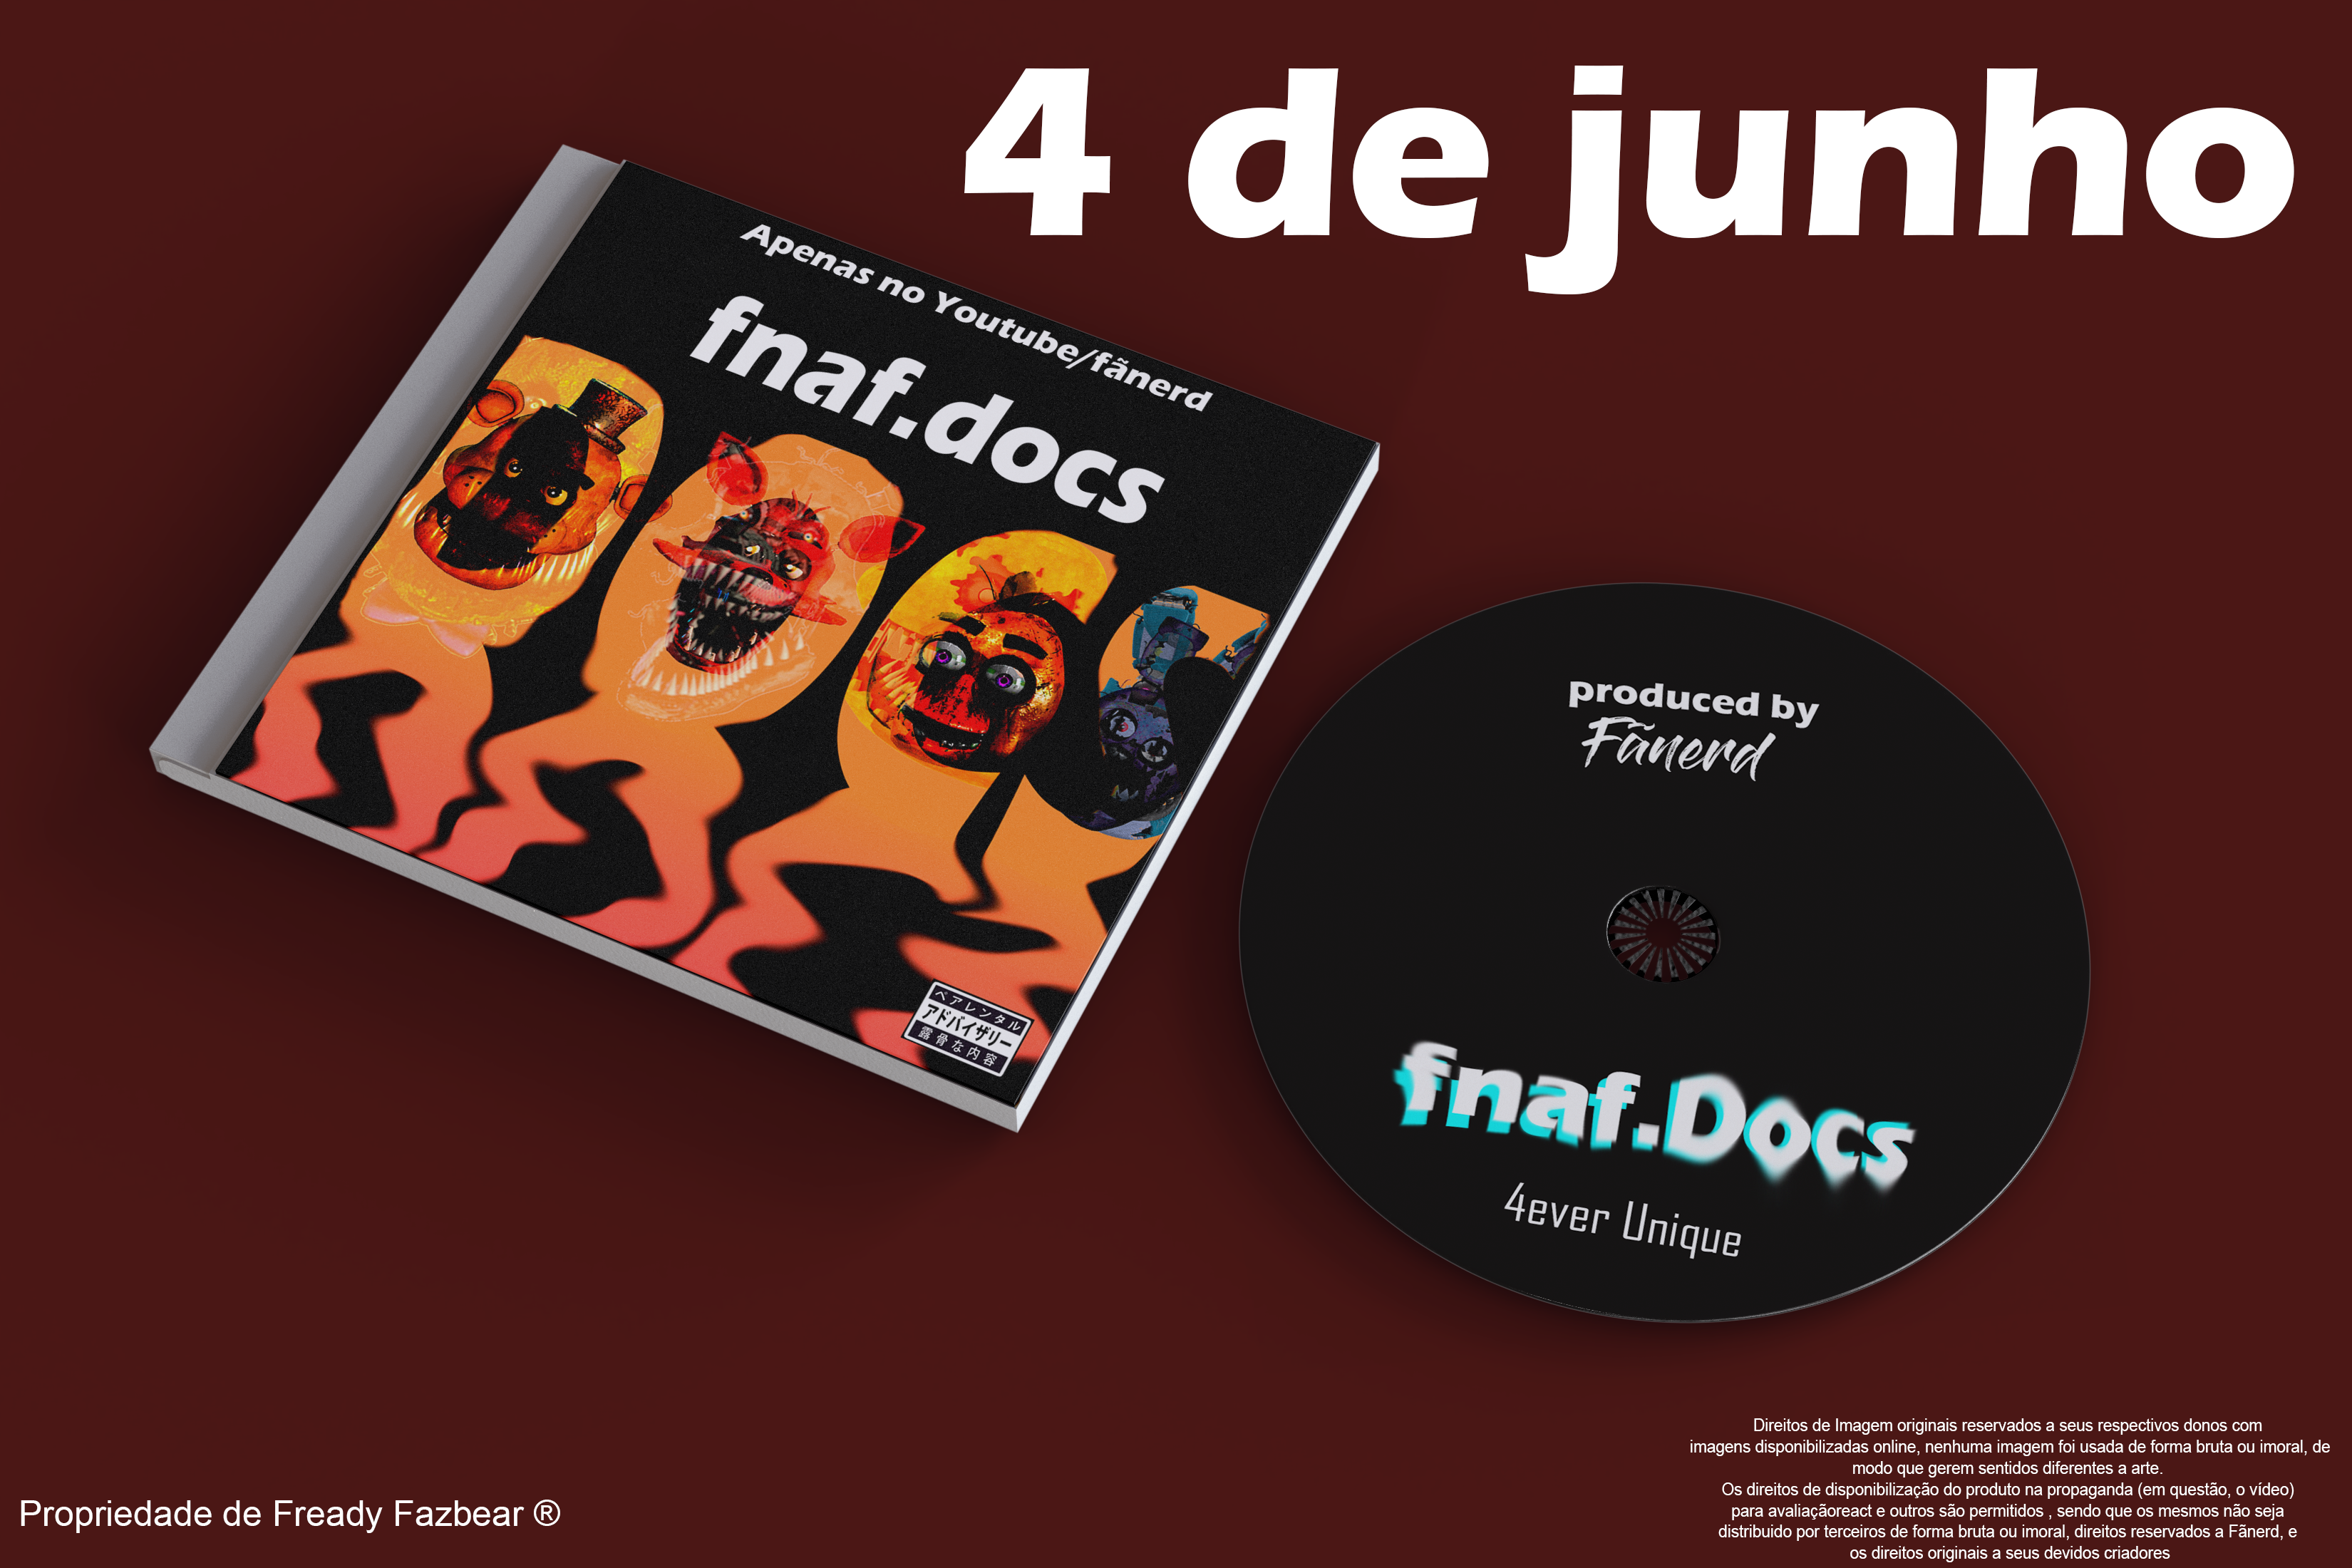 4 de junho
Apenas no Youtube/fãnerd
fnaf.docs
ペアレンタル
アドバイザリー
露骨な内容
produced by
Fãnerd
fnaf.Docs
4ever Unique
Propriedade de Fready Fazbear ®
Direitos de Imagem originais reservados a seus respectivos donos com
imagens disponibilizadas online, nenhuma imagem foi usada de forma bruta ou imoral, de
modo que gerem sentidos diferentes a arte.
Os direitos de disponibilização do produto na propaganda (em questão, o vídeo)
para avaliaçãoreact e outros são permitidos , sendo que os mesmos não seja
distribuido por terceiros de forma bruta ou imoral, direitos reservados a Fãnerd, e
os direitos originais a seus devidos criadores